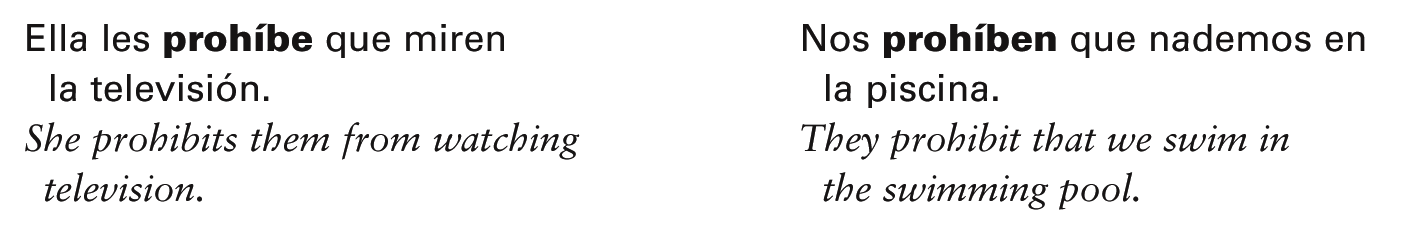 Ella les prohíbe que miren
la televisión.
She prohibits them from watching
television.
Nos prohíben que nademos en
la piscina.
They prohibit that we swim in
the swimming pool.